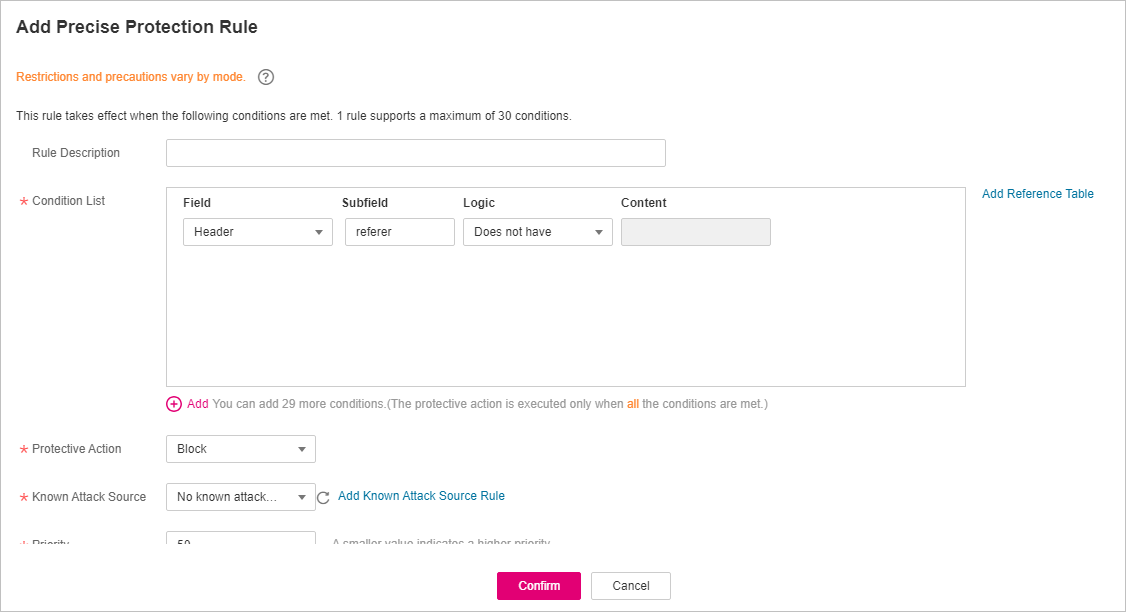 Add Precise Protection Rule
Restrictions and precautions vary by mode. ?
This rule takes effect when the following conditions are met. 1 rule supports a maximum of 30 conditions.
Rule Description
* Condition List
Field Subfield Logic Content
Add Reference Table
Header referer Does not have
Add You can add 29 more conditions.(The protective action is executed only when all the conditions are met.)
* Protective Action Block
* Known Attack Source No known attack... Add Known Attack Source Rule
* Priority 50 A smaller value indicates a higher priority.
Confirm Cancel